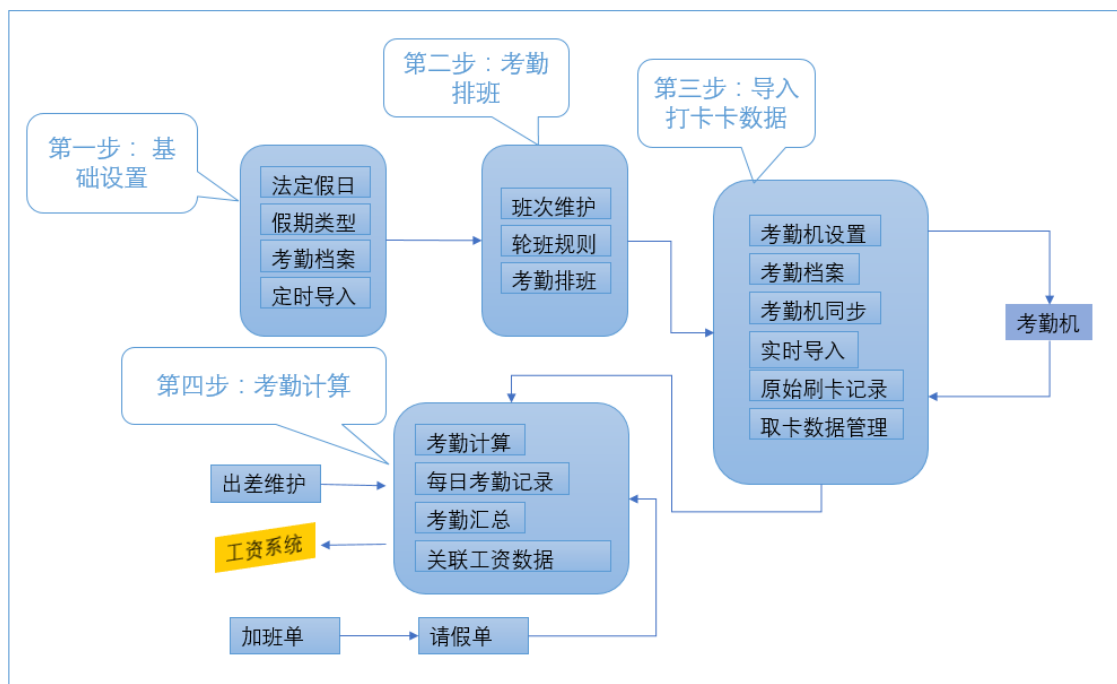 第一步： 基
础设置
法定假日
假期类型
考勤档案
定时导入
第二步：考勤
排班
班次维护
轮班规则
考勤排班
第三步：导入
打卡卡数据
考勤机设置
考勤档案
考勤机同步
实时导入
原始刷卡记录
取卡数据管理
考勤机
第四步：考勤计算
考勤计算
每日考勤记录
考勤汇总
关联工资数据
出差维护
工资系统
加班单
请假单